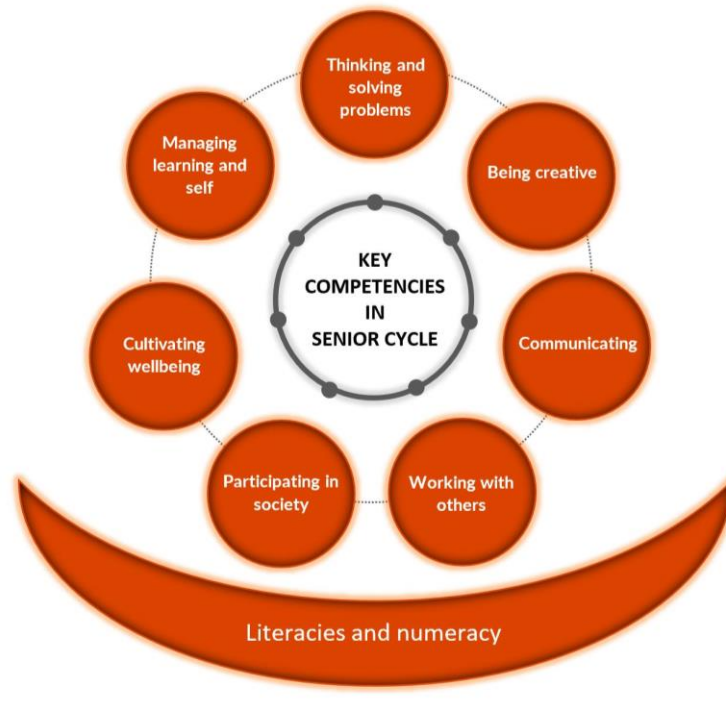 Thinking and
solving
problems
Being creative
Communicating
Working with
others
Participating in
society
Cultivating
wellbeing
Managing
learning and
self
KEY
COMPETENCIES
IN
SENIOR CYCLE
Literacies and numeracy